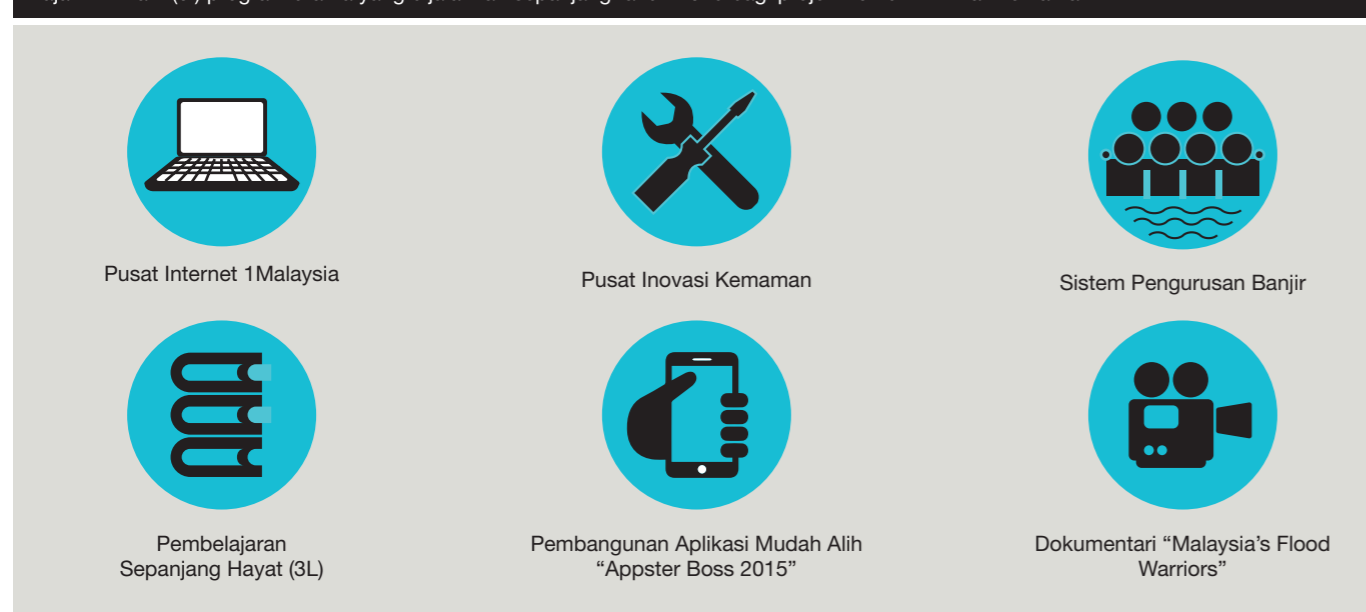 Pusat Internet 1Malaysia
Pusat Inovasi Kemaman
Sistem Pengurusan Banjir
Pembelajaran
Sepanjang Hayat (3L)
Pembangunan Aplikasi Mudah Alih
“Appster Boss 2015”
Dokumentari “Malaysia’s Flood
Warriors”